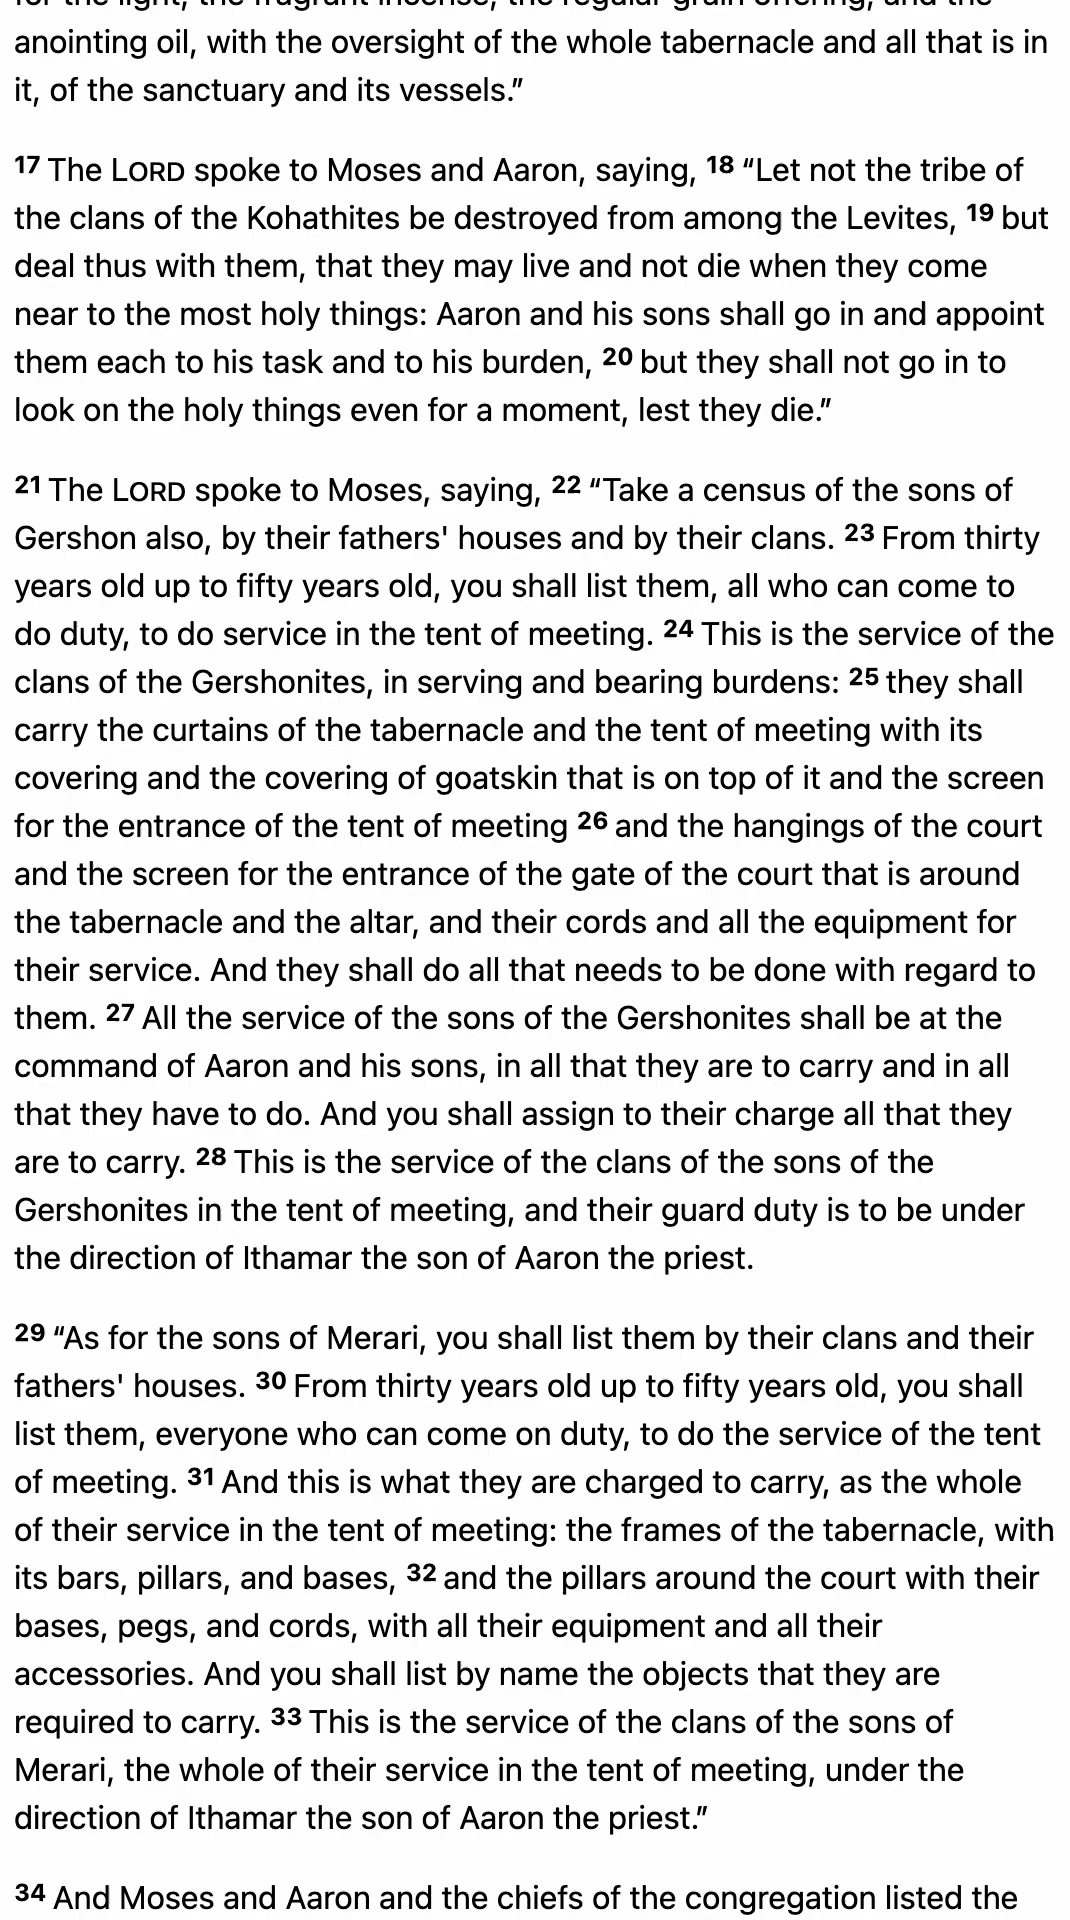 for the light, the fragrant incense, the regular grain offering, and the
anointing oil, with the oversight of the whole tabernacle and all that is in
it, of the sanctuary and its vessels.”
17 The LORD spoke to Moses and Aaron, saying, 18 “Let not the tribe of
the clans of the Kohathites be destroyed from among the Levites, 19 but
deal thus with them, that they may live and not die when they come
near to the most holy things: Aaron and his sons shall go in and appoint
them each to his task and to his burden, 20 but they shall not go in to
look on the holy things even for a moment, lest they die.”
21 The LORD spoke to Moses, saying, 22 “Take a census of the sons of
Gershon also, by their fathers' houses and by their clans. 23 From thirty
years old up to fifty years old, you shall list them, all who can come to
do duty, to do service in the tent of meeting. 24 This is the service of the
clans of the Gershonites, in serving and bearing burdens: 25 they shall
carry the curtains of the tabernacle and the tent of meeting with its
covering and the covering of goatskin that is on top of it and the screen
for the entrance of the tent of meeting 26 and the hangings of the court
and the screen for the entrance of the gate of the court that is around
the tabernacle and the altar, and their cords and all the equipment for
their service. And they shall do all that needs to be done with regard to
them. 27 All the service of the sons of the Gershonites shall be at the
command of Aaron and his sons, in all that they are to carry and in all
that they have to do. And you shall assign to their charge all that they
are to carry. 28 This is the service of the clans of the sons of the
Gershonites in the tent of meeting, and their guard duty is to be under
the direction of Ithamar the son of Aaron the priest.
29 “As for the sons of Merari, you shall list them by their clans and their
fathers' houses. 30 From thirty years old up to fifty years old, you shall
list them, everyone who can come on duty, to do the service of the tent
of meeting. 31 And this is what they are charged to carry, as the whole
of their service in the tent of meeting: the frames of the tabernacle, with
its bars, pillars, and bases, 32 and the pillars around the court with their
bases, pegs, and cords, with all their equipment and all their
accessories. And you shall list by name the objects that they are
required to carry. 33 This is the service of the clans of the sons of
Merari, the whole of their service in the tent of meeting, under the
direction of Ithamar the son of Aaron the priest.”
34 And Moses and Aaron and the chiefs of the congregation listed the